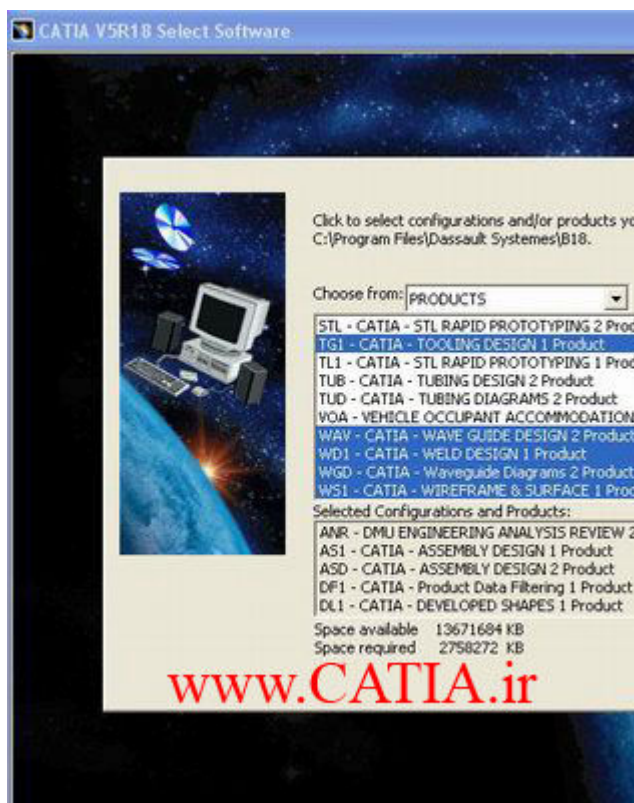 CATIA V5R18 Select Software
Click to select configurations and/or products yo
C:\Program Files\Dassault Systemes\B18.
Choose from: PRODUCTS
STL - CATIA - STL RAPID PROTOTYPING 2 Prod
TG1 - CATIA - TOOLING DESIGN 1 Product
TL1 - CATIA - STL RAPID PROTOTYPING 1 Prod
TUB - CATIA - TUBING DESIGN 2 Product
TUD - CATIA - TUBING DIAGRAMS 2 Product
VOA - VEHICLE OCCUPANT ACCOMMODATION
WAV - CATIA - WAVE GUIDE DESIGN 2 Product
WD1 - CATIA - WELD DESIGN 1 Product
WGD - CATIA - Waveguide Diagrams 2 Product
WS1 - CATIA - WIREFRAME & SURFACE 1 Prod
Selected Configurations and Products:
ANR - DMU ENGINEERING ANALYSIS REVIEW 2
AS1 - CATIA - ASSEMBLY DESIGN 1 Product
ASD - CATIA - ASSEMBLY DESIGN 2 Product
DF1 - CATIA - Product Data Filtering 1 Product
DL1 - CATIA - DEVELOPED SHAPES 1 Product
Space available 13671684 KB
Space required 2758272 KB
www.CATIA.ir